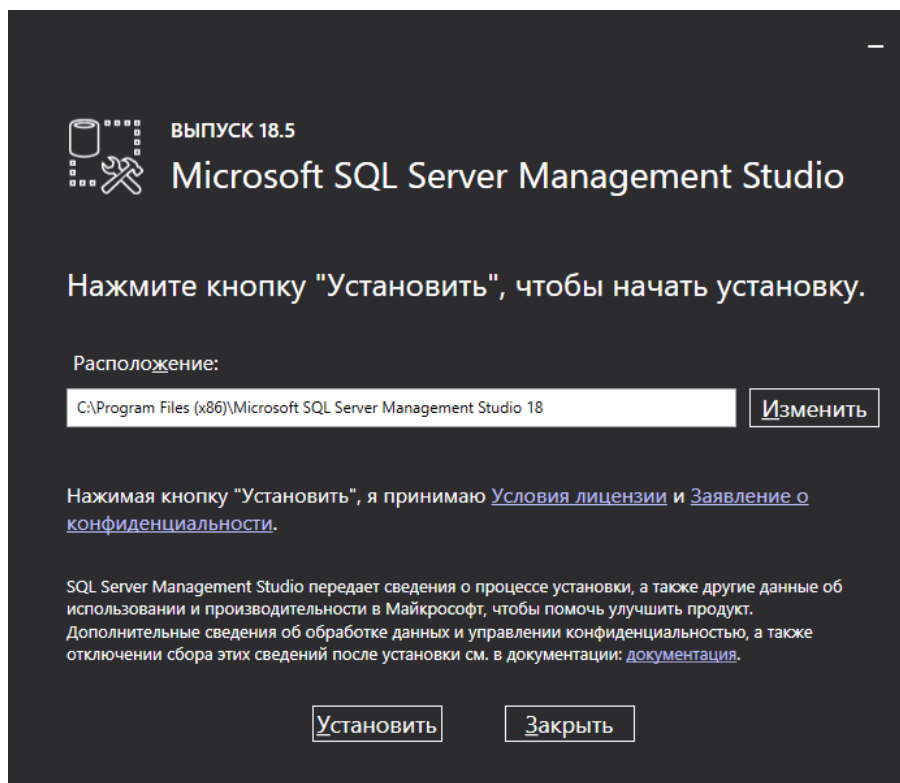 ВЫПУСК 18.5
Microsoft SQL Server Management Studio
Нажмите кнопку "Установить", чтобы начать установку.
Расположение:
C:\Program Files (x86)\Microsoft SQL Server Management Studio 18
Изменить
Нажимая кнопку "Установить", я принимаю Условия лицензии и Заявление о
конфиденциальности.
SQL Server Management Studio передает сведения о процессе установки, а также другие данные об
использовании и производительности в Майкрософт, чтобы помочь улучшить продукт.
Дополнительные сведения об обработке данных и управлении конфиденциальностью, а также
отключении сбора этих сведений после установки см. в документации: документация.
Установить
Закрыть